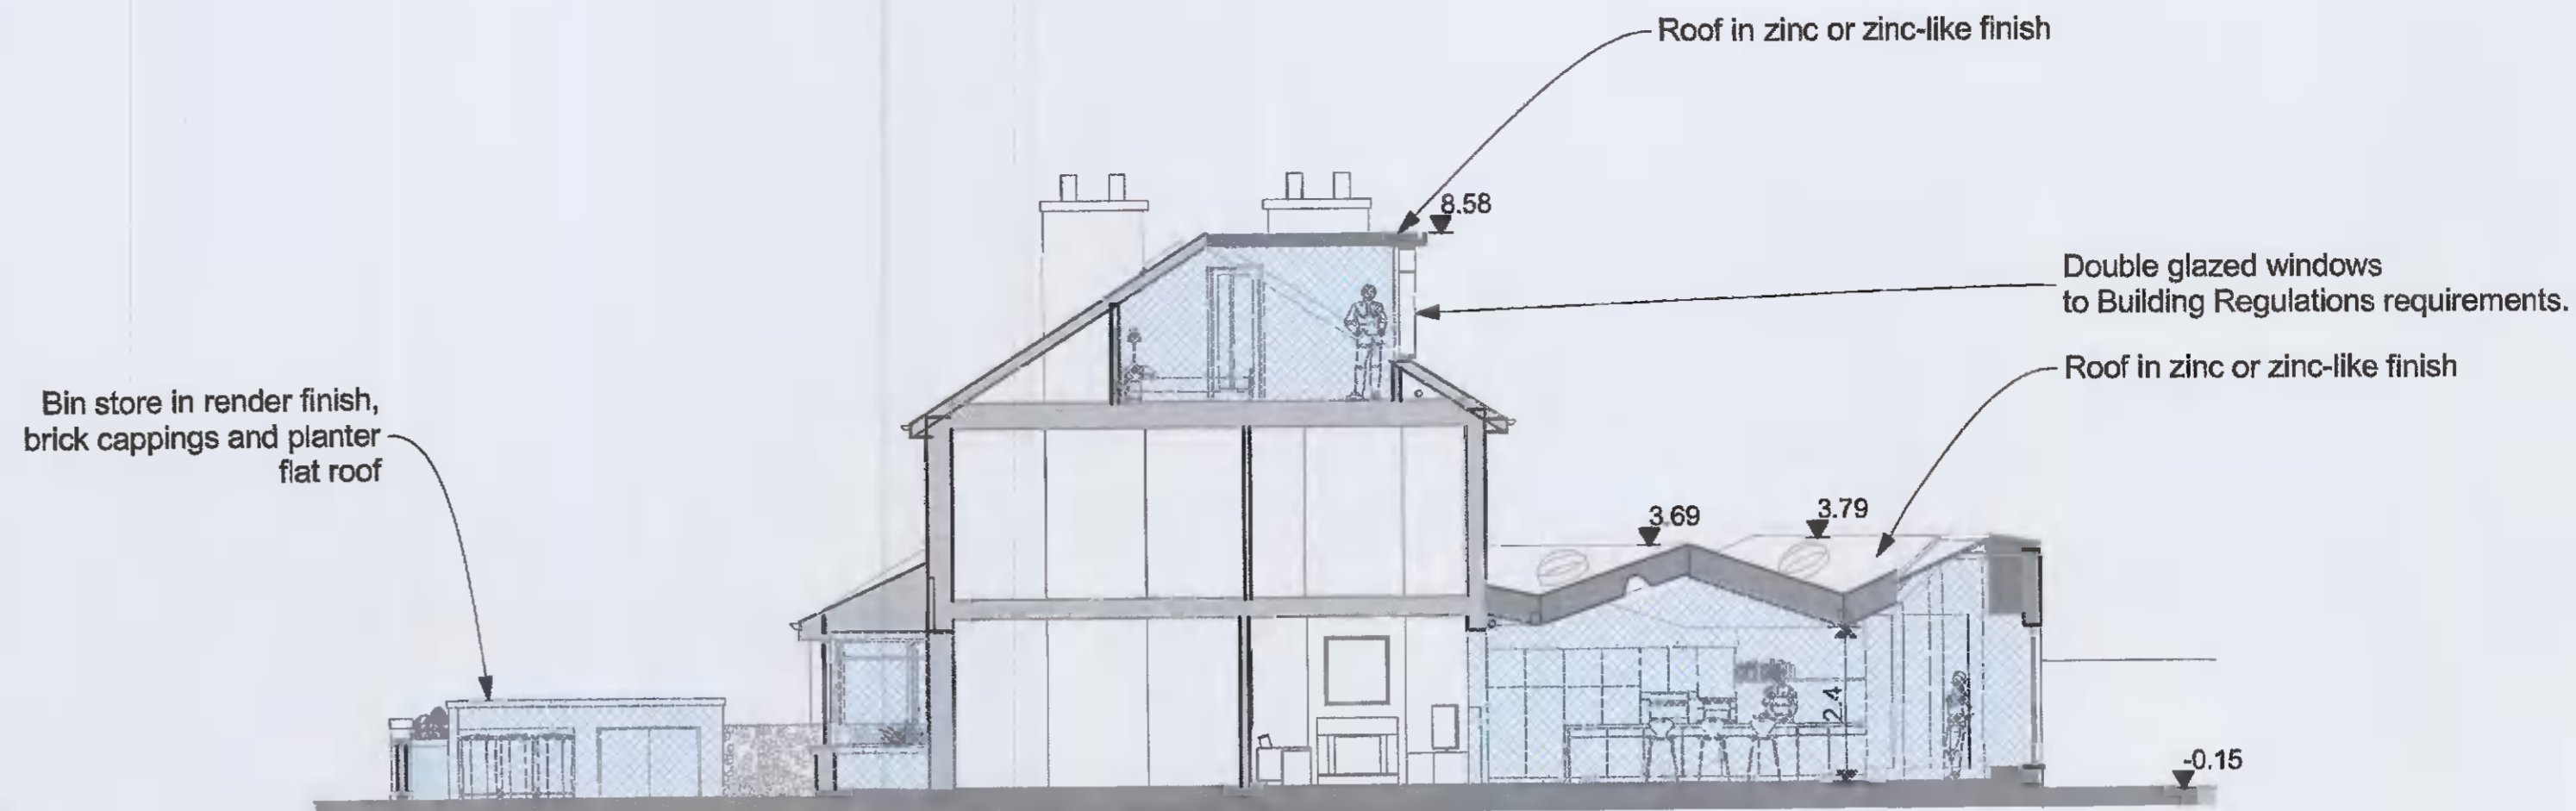 Roof in zinc or zinc-like finish
8.58
Double glazed windows
to Building Regulations requirements.
Roof in zinc or zinc-like finish
Bin store in render finish,
brick cappings and planter
flat roof
3.69
3.79
2.4
-0.15